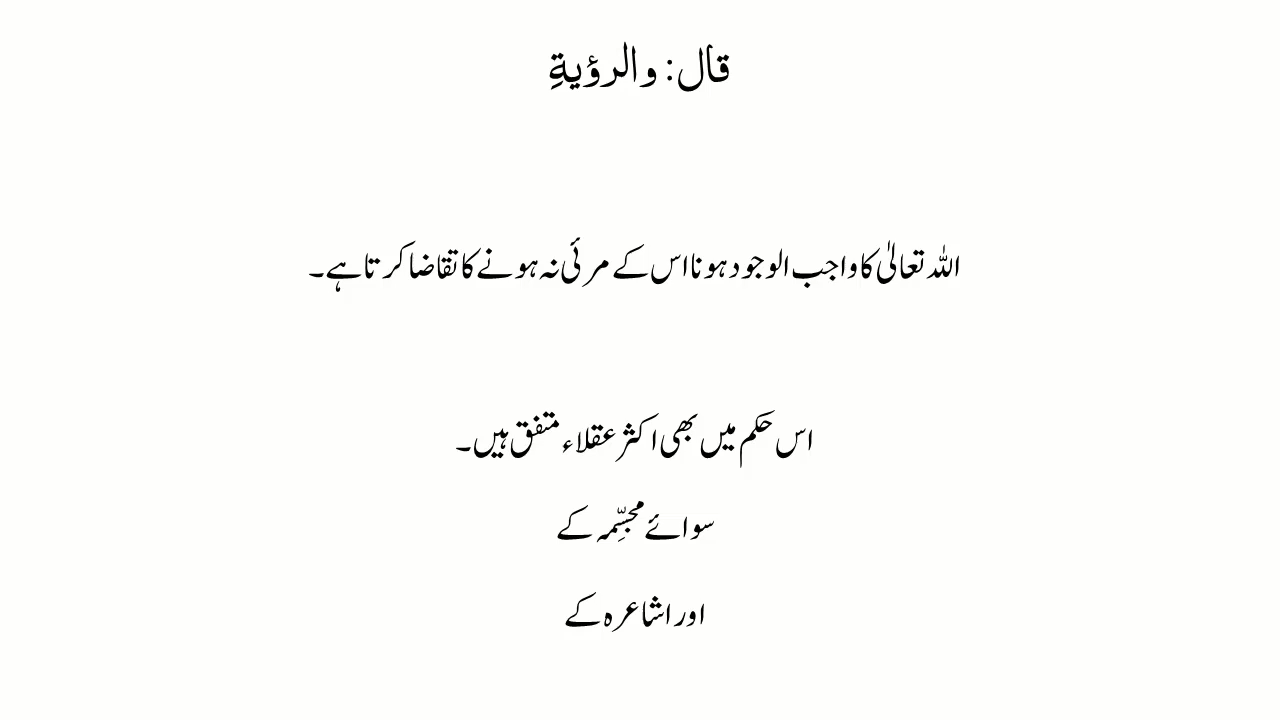 قال: والرؤيةِ
اللہ تعالیٰ کا واجب الوجود ہونا اس کے مرئی نہ ہونے کا تقاضا کرتا ہے۔
اس حکم میں بھی اکثر عقلاء متفق ہیں۔
سوائے مجسِّمہ کے
اور اشاعرہ کے